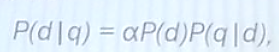 P(d|q) = αP(d)P(q|d).